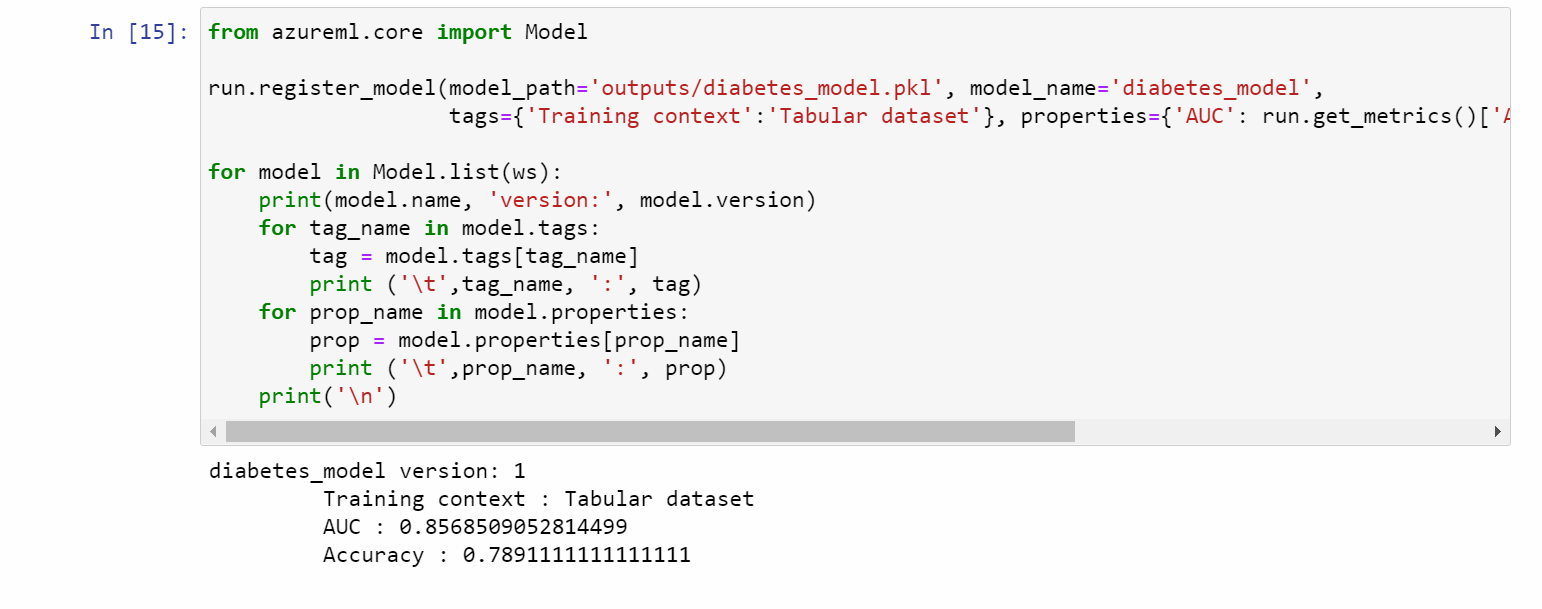 In [15]:
from azureml.core import Model
run.register_model(model_path='outputs/diabetes_model.pkl', model_name='diabetes_model',
                   tags={'Training context':'Tabular dataset'}, properties={'AUC': run.get_metrics()['A
for model in Model.list(ws):
    print(model.name, 'version:', model.version)
    for tag_name in model.tags:
        tag = model.tags[tag_name]
        print ('\t',tag_name, ':', tag)
    for prop_name in model.properties:
        prop = model.properties[prop_name]
        print ('\t',prop_name, ':', prop)
    print('\n')
diabetes_model version: 1
         Training context : Tabular dataset
         AUC : 0.8568509052814499
         Accuracy : 0.7891111111111111